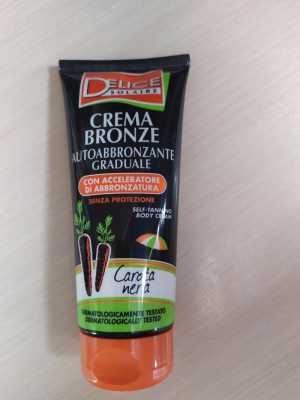 DELICE
SOLAIRE
CREMA
BRONZE
AUTOABBRONZANTE
GRADUALE
CON ACCELERATORE
DI ABBRONZATURA
SENZA PROTEZIONE
SELF-TANNING
BODY CREAM
Carota
nera
DERMATOLOGICAMENTE TESTATO
DERMATOLOGICALLY TESTED